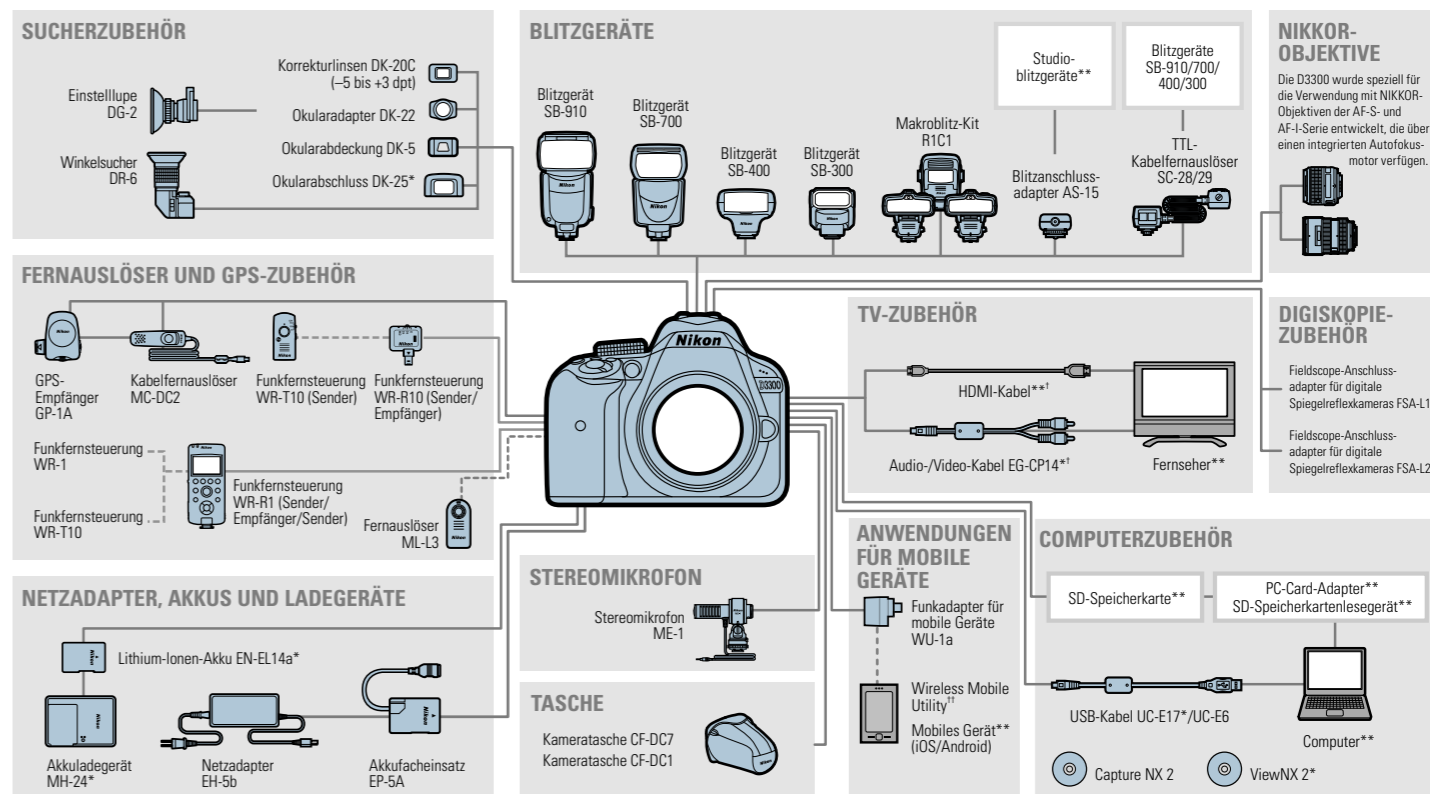 SUCHERZUBEHÖR
Einstelllupe
DG-2
Winkelsucher
DR-6
Korrekturlinsen DK-20C
(–5 bis +3 dpt)
Okularadapter DK-22
Okularabdeckung DK-5
Okularabschluss DK-25*
BLITZGERÄTE
Blitzgerät
SB-910
Blitzgerät
SB-700
Blitzgerät
SB-400
Blitzgerät
SB-300
Makroblitz-Kit
R1C1
Studio-
blitzgeräte**
Blitzanschluss-
adapter AS-15
Blitzgeräte
SB-910/700/
400/300
TTL-
Kabelfernauslöser
SC-28/29
NIKKOR-
OBJEKTIVE
Die D3300 wurde speziell für
die Verwendung mit NIKKOR-
Objektiven der AF-S- und
AF-I-Serie entwickelt, die über
einen integrierten Autofokus-
motor verfügen.
FERNAUSLÖSER UND GPS-ZUBEHÖR
GPS-
Empfänger
GP-1A
Kabelfernauslöser
MC-DC2
Funkfernsteuerung
WR-T10 (Sender)
Funkfernsteuerung
WR-R10 (Sender/
Empfänger)
Funkfernsteuerung
WR-1
Funkfernsteuerung
WR-T10
Funkfernsteuerung
WR-R1 (Sender/
Empfänger/Sender)
Fernauslöser
ML-L3
Nikon
D3300
TV-ZUBEHÖR
HDMI-Kabel**†
Audio-/Video-Kabel EG-CP14*†
Fernseher**
DIGISKOPIE-
ZUBEHÖR
Fieldscope-Anschluss-
adapter für digitale
Spiegelreflexkameras FSA-L1
Fieldscope-Anschluss-
adapter für digitale
Spiegelreflexkameras FSA-L2
NETZADAPTER, AKKUS UND LADEGERÄTE
Lithium-Ionen-Akku EN-EL14a*
Akkuladegerät
MH-24*
Netzadapter
EH-5b
Akkufacheinsatz
EP-5A
STEREOMIKROFON
Stereomikrofon
ME-1
TASCHE
Kameratasche CF-DC7
Kameratasche CF-DC1
ANWENDUNGEN
FÜR MOBILE
GERÄTE
Funkadapter für
mobile Geräte
WU-1a
Wireless Mobile
Utility††
Mobiles Gerät**
(iOS/Android)
COMPUTERZUBEHÖR
SD-Speicherkarte**
PC-Card-Adapter**
SD-Speicherkartenlesegerät**
USB-Kabel UC-E17*/UC-E6
Computer**
Capture NX 2
ViewNX 2*